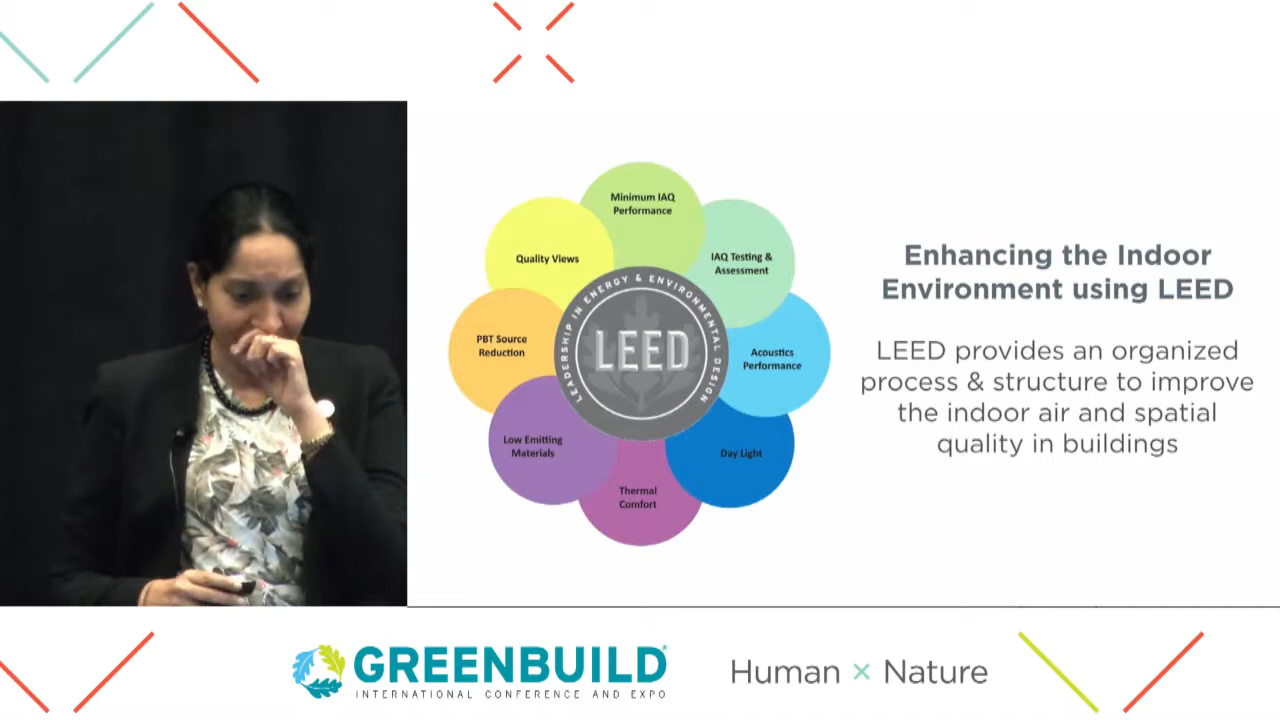 Minimum IAQ
Performance
IAQ Testing &
Assessment
Quality Views
PBT Source
Reduction
Acoustics
Performance
Low Emitting
Materials
Day Light
Thermal
Comfort
LEADERSHIP IN ENERGY & ENVIRONMENTAL DESIGN
LEED
Enhancing the Indoor
Environment using LEED
LEED provides an organized
process & structure to improve
the indoor air and spatial
quality in buildings
GREENBUILD
INTERNATIONAL CONFERENCE AND EXPO
Human × Nature